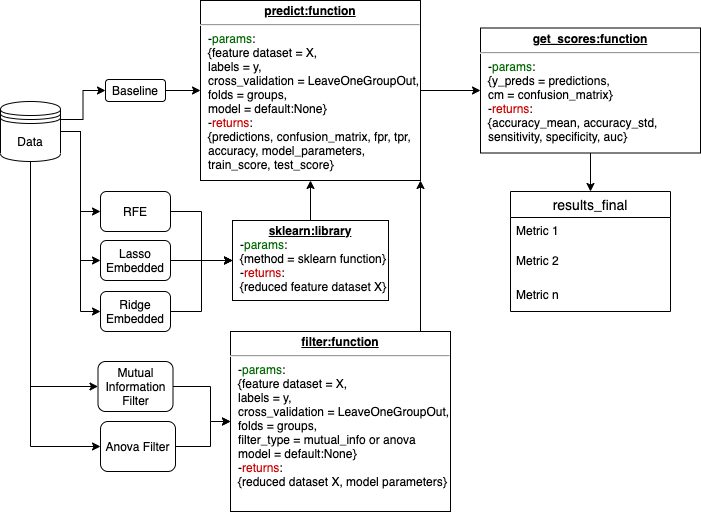 predict:function
-params:
{feature dataset = X,
labels = y,
cross_validation = LeaveOneGroupOut,
folds = groups,
model = default:None}
-returns:
{predictions, confusion_matrix, fpr, tpr,
accuracy, model_parameters,
train_score, test_score}
get_scores:function
-params:
{y_preds = predictions,
cm = confusion_matrix}
-returns:
{accuracy_mean, accuracy_std,
sensitivity, specificity, auc}
Baseline
Data
RFE
Lasso
Embedded
Ridge
Embedded
sklearn:library
-params:
{method = sklearn function}
-returns:
{reduced feature dataset X}
results_final
Metric 1
Metric 2
Metric n
Mutual
Information
Filter
Anova Filter
filter:function
-params:
{feature dataset = X,
labels = y,
cross_validation = LeaveOneGroupOut,
folds = groups,
filter_type = mutual_info or anova
model = default:None}
-returns:
{reduced dataset X, model parameters}